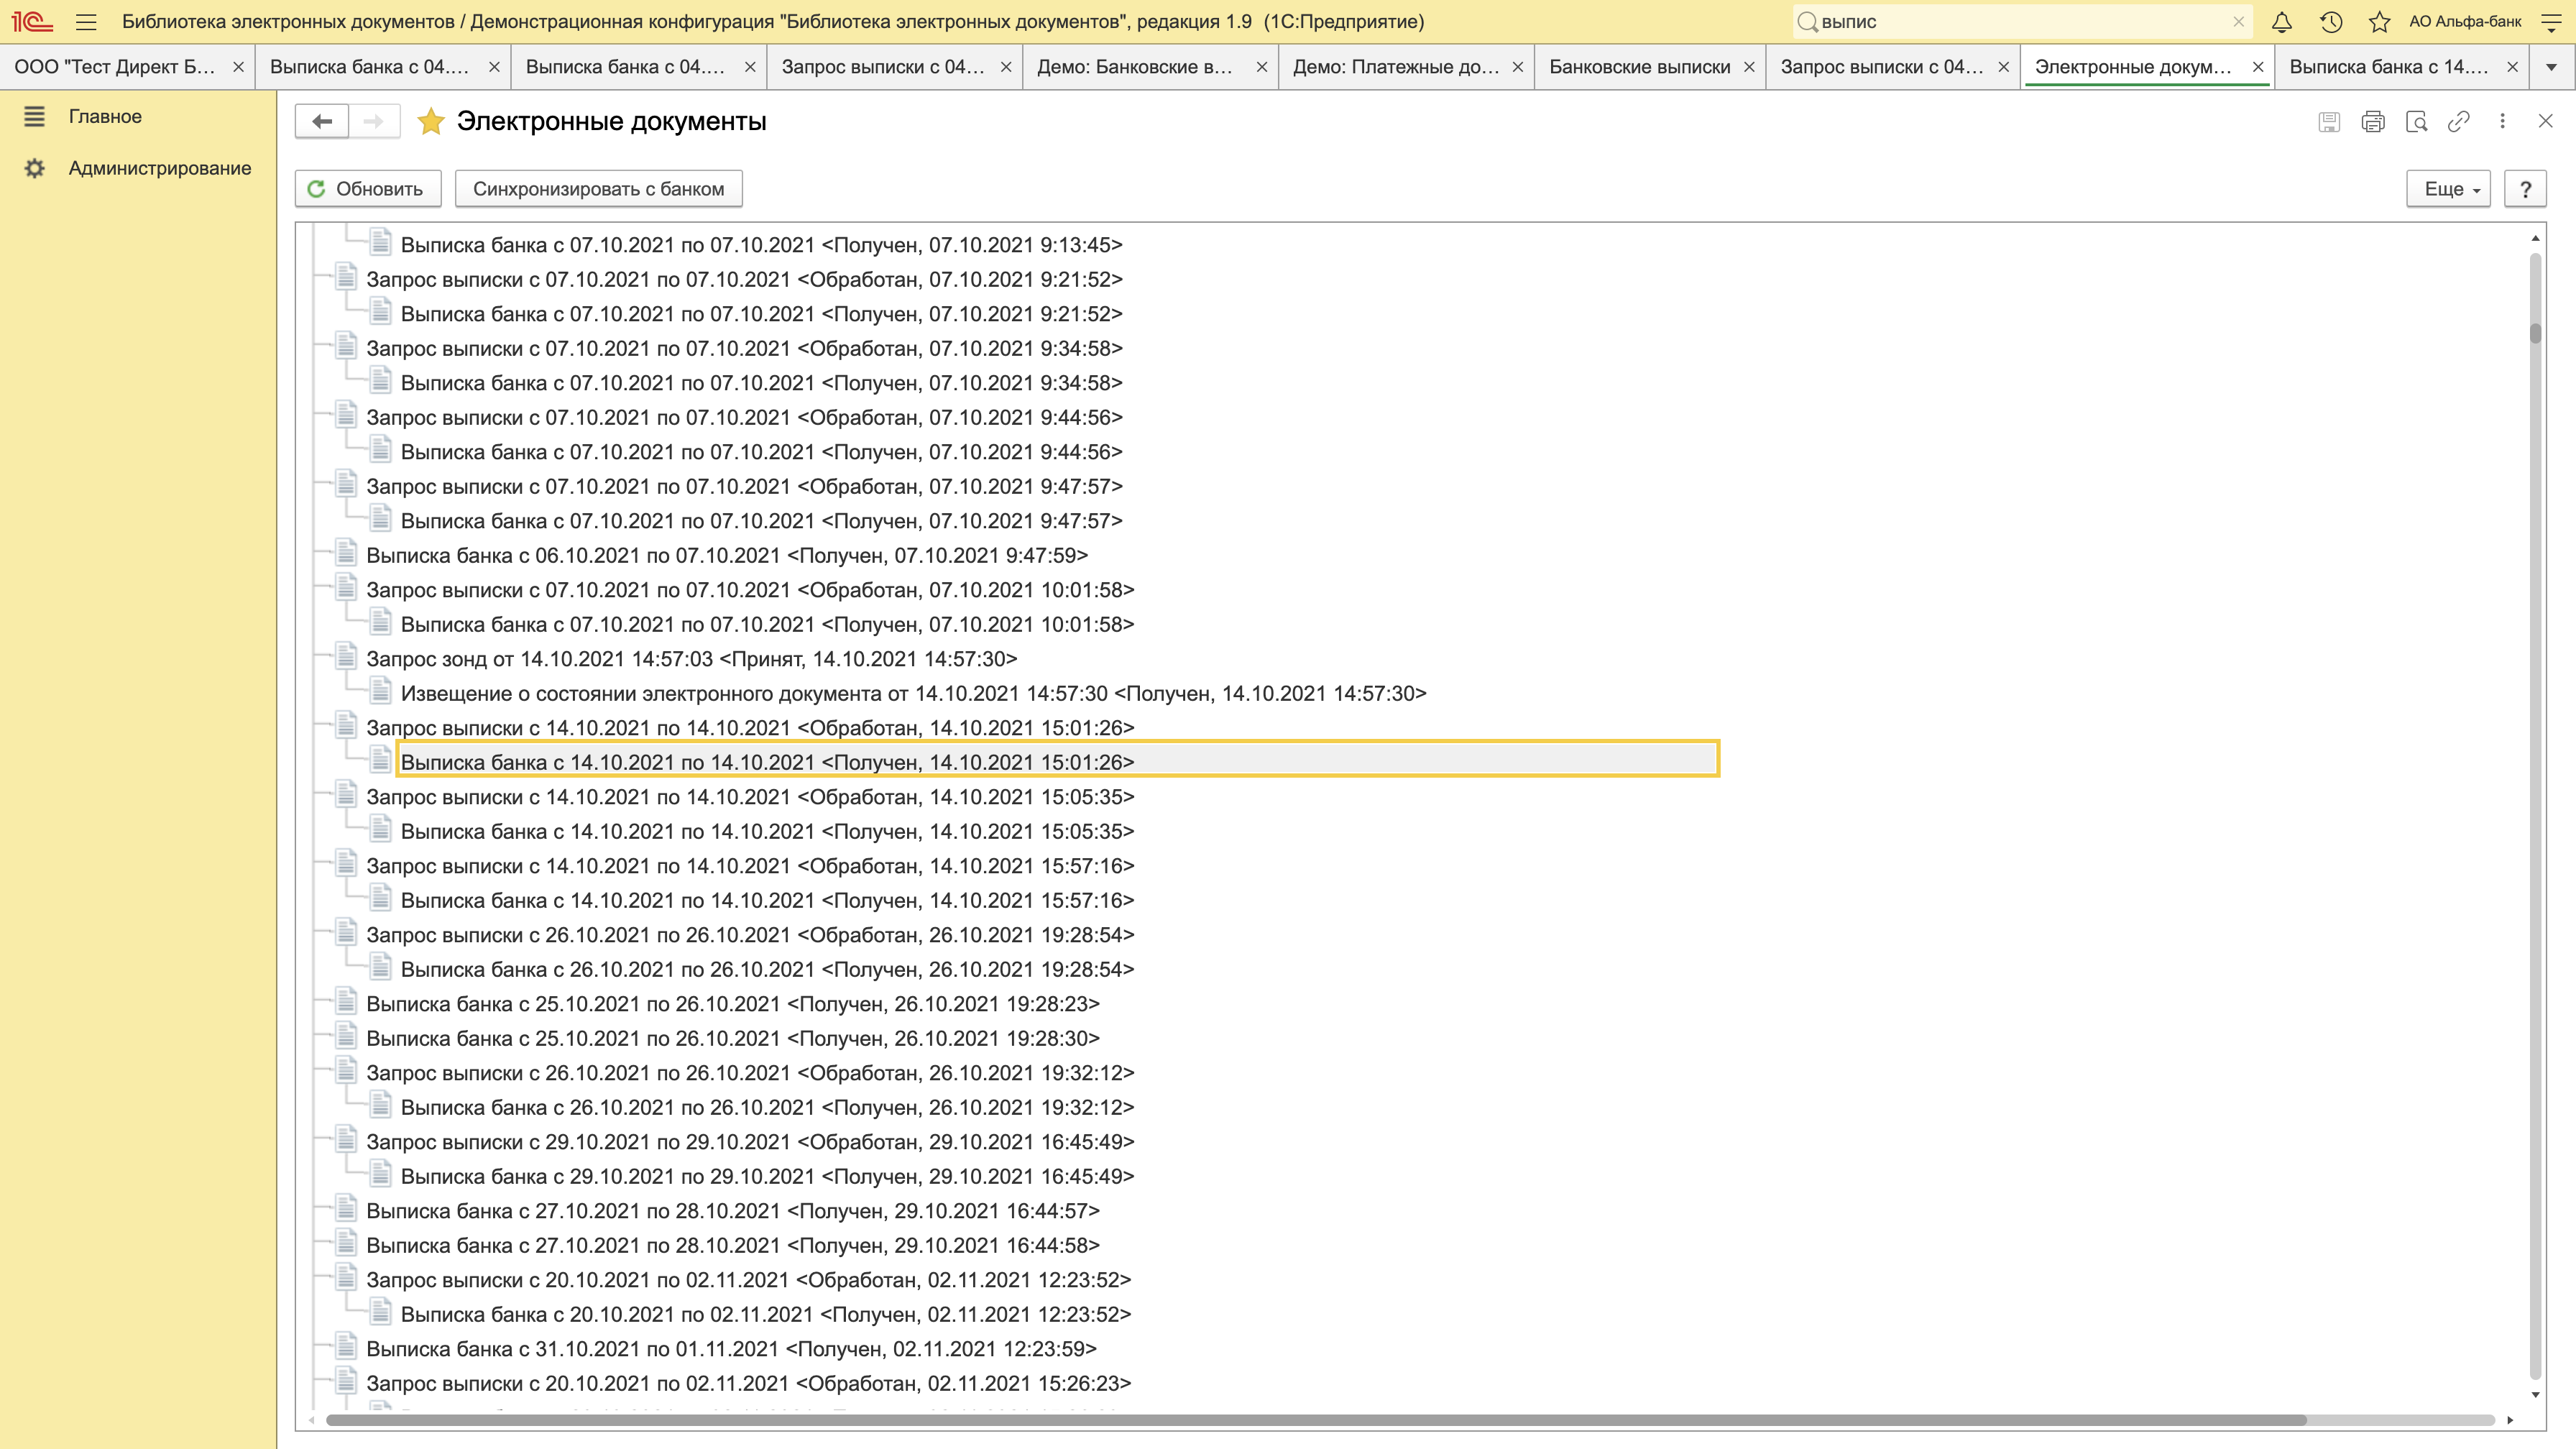 1С Библиотека электронных документов / Демонстрационная конфигурация "Библиотека электронных документов", редакция 1.9 (1С:Предприятие) выпис АО Альфа-банк
ООО "Тест Директ Б... Выписка банка с 04.... Выписка банка с 04.... Запрос выписки с 04... Демо: Банковские в... Демо: Платежные до... Банковские выписки Запрос выписки с 04... Электронные докум... Выписка банка с 14....
Главное
Администрирование
Электронные документы
Обновить Синхронизировать с банком Еще ?
Выписка банка с 07.10.2021 по 07.10.2021 <Получен, 07.10.2021 9:13:45>
Запрос выписки с 07.10.2021 по 07.10.2021 <Обработан, 07.10.2021 9:21:52>
Выписка банка с 07.10.2021 по 07.10.2021 <Получен, 07.10.2021 9:21:52>
Запрос выписки с 07.10.2021 по 07.10.2021 <Обработан, 07.10.2021 9:34:58>
Выписка банка с 07.10.2021 по 07.10.2021 <Получен, 07.10.2021 9:34:58>
Запрос выписки с 07.10.2021 по 07.10.2021 <Обработан, 07.10.2021 9:44:56>
Выписка банка с 07.10.2021 по 07.10.2021 <Получен, 07.10.2021 9:44:56>
Запрос выписки с 07.10.2021 по 07.10.2021 <Обработан, 07.10.2021 9:47:57>
Выписка банка с 07.10.2021 по 07.10.2021 <Получен, 07.10.2021 9:47:57>
Выписка банка с 06.10.2021 по 07.10.2021 <Получен, 07.10.2021 9:47:59>
Запрос выписки с 07.10.2021 по 07.10.2021 <Обработан, 07.10.2021 10:01:58>
Выписка банка с 07.10.2021 по 07.10.2021 <Получен, 07.10.2021 10:01:58>
Запрос зонд от 14.10.2021 14:57:03 <Принят, 14.10.2021 14:57:30>
Извещение о состоянии электронного документа от 14.10.2021 14:57:30 <Получен, 14.10.2021 14:57:30>
Запрос выписки с 14.10.2021 по 14.10.2021 <Обработан, 14.10.2021 15:01:26>
Выписка банка с 14.10.2021 по 14.10.2021 <Получен, 14.10.2021 15:01:26>
Запрос выписки с 14.10.2021 по 14.10.2021 <Обработан, 14.10.2021 15:05:35>
Выписка банка с 14.10.2021 по 14.10.2021 <Получен, 14.10.2021 15:05:35>
Запрос выписки с 14.10.2021 по 14.10.2021 <Обработан, 14.10.2021 15:57:16>
Выписка банка с 14.10.2021 по 14.10.2021 <Получен, 14.10.2021 15:57:16>
Запрос выписки с 26.10.2021 по 26.10.2021 <Обработан, 26.10.2021 19:28:54>
Выписка банка с 26.10.2021 по 26.10.2021 <Получен, 26.10.2021 19:28:54>
Выписка банка с 25.10.2021 по 26.10.2021 <Получен, 26.10.2021 19:28:23>
Выписка банка с 25.10.2021 по 26.10.2021 <Получен, 26.10.2021 19:28:30>
Запрос выписки с 26.10.2021 по 26.10.2021 <Обработан, 26.10.2021 19:32:12>
Выписка банка с 26.10.2021 по 26.10.2021 <Получен, 26.10.2021 19:32:12>
Запрос выписки с 29.10.2021 по 29.10.2021 <Обработан, 29.10.2021 16:45:49>
Выписка банка с 29.10.2021 по 29.10.2021 <Получен, 29.10.2021 16:45:49>
Выписка банка с 27.10.2021 по 28.10.2021 <Получен, 29.10.2021 16:44:57>
Выписка банка с 27.10.2021 по 28.10.2021 <Получен, 29.10.2021 16:44:58>
Запрос выписки с 20.10.2021 по 02.11.2021 <Обработан, 02.11.2021 12:23:52>
Выписка банка с 20.10.2021 по 02.11.2021 <Получен, 02.11.2021 12:23:52>
Выписка банка с 31.10.2021 по 01.11.2021 <Получен, 02.11.2021 12:23:59>
Запрос выписки с 20.10.2021 по 02.11.2021 <Обработан, 02.11.2021 15:26:23>